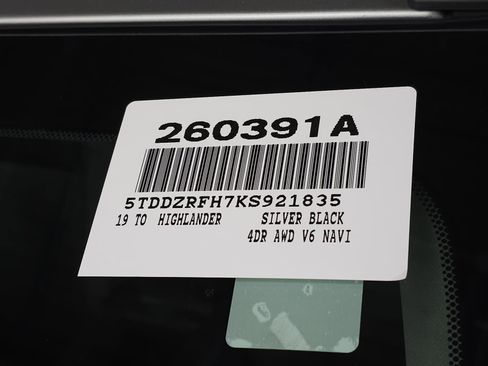 260391A
5TDDZRFH7KS921835
19 TO HIGHLANDER SILVER BLACK
4DR AWD V6 NAVI